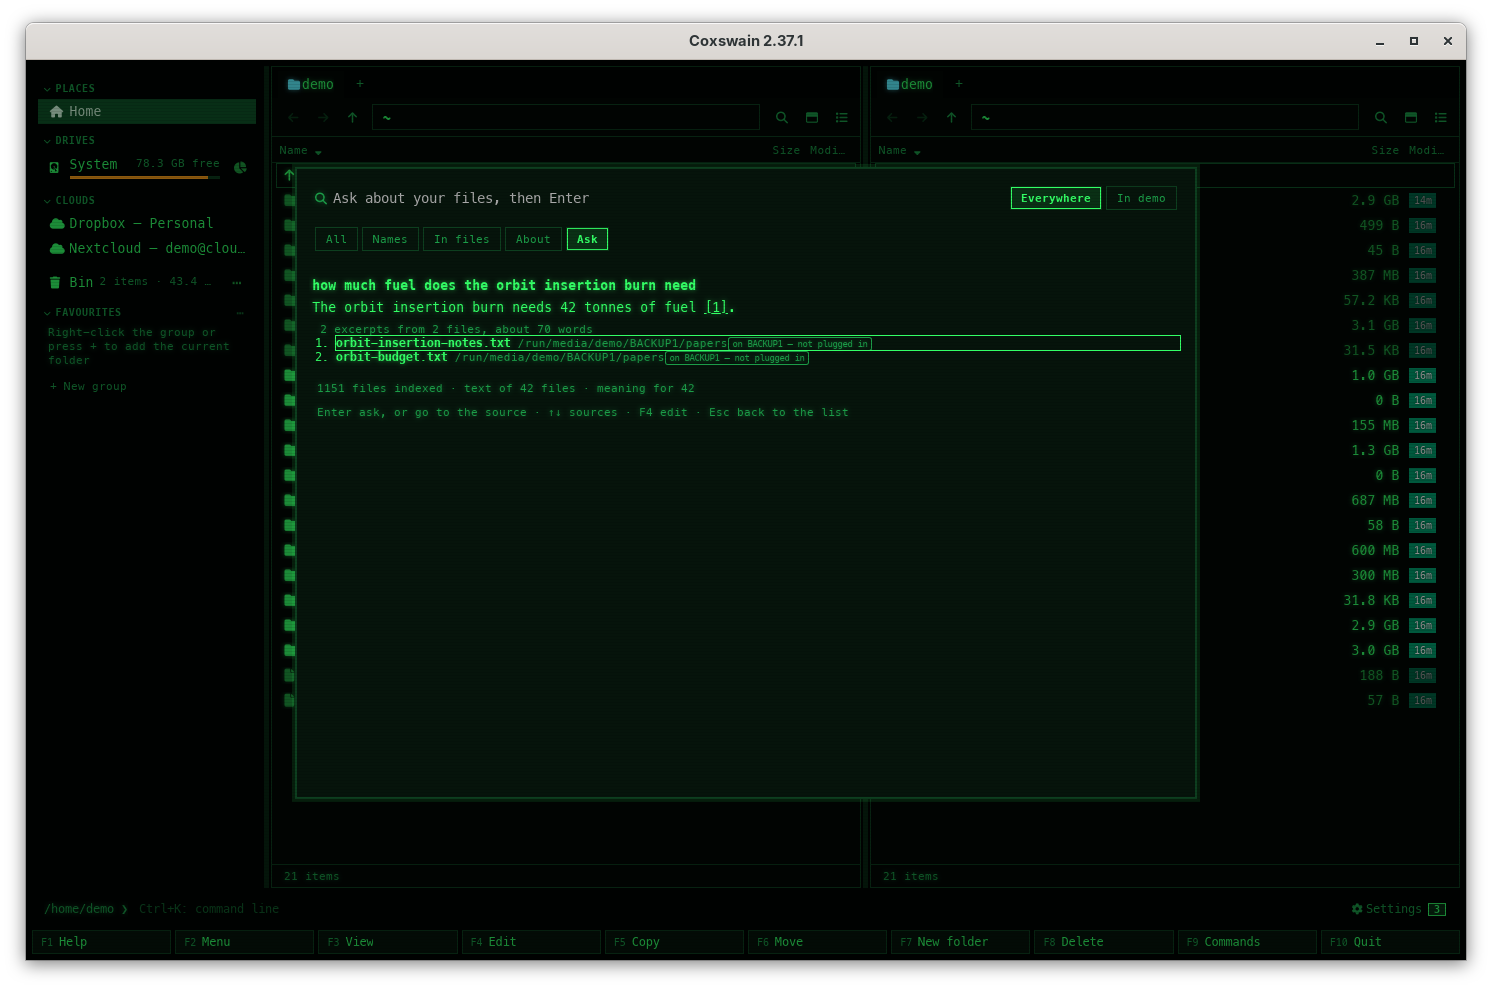 Coxswain 2.37.1
PLACES
Home
DRIVES
System 78.3 GB free
CLOUDS
Dropbox — Personal
Nextcloud — demo@clou…
Bin 2 items · 43.4 …
FAVOURITES
Right-click the group or
press + to add the current
folder
+ New group
demo +
~
Name Size Modi…
demo +
~
Name Size Modi…
Ask about your files, then Enter
Everywhere In demo
All Names In files About Ask
how much fuel does the orbit insertion burn need
The orbit insertion burn needs 42 tonnes of fuel [1].
2 excerpts from 2 files, about 70 words
1. orbit-insertion-notes.txt /run/media/demo/BACKUP1/papers on BACKUP1 — not plugged in
2. orbit-budget.txt /run/media/demo/BACKUP1/papers on BACKUP1 — not plugged in
1151 files indexed · text of 42 files · meaning for 42
Enter ask, or go to the source · ↑↓ sources · F4 edit · Esc back to the list
2.9 GB 14m
499 B 16m
45 B 16m
387 MB 16m
57.2 KB 16m
3.1 GB 16m
31.5 KB 16m
1.0 GB 16m
0 B 16m
155 MB 16m
1.3 GB 16m
0 B 16m
687 MB 16m
58 B 16m
600 MB 16m
300 MB 16m
31.8 KB 16m
2.9 GB 16m
3.0 GB 16m
188 B 16m
57 B 16m
21 items
21 items
/home/demo ❯ Ctrl+K: command line
Settings 3
F1 Help F2 Menu F3 View F4 Edit F5 Copy F6 Move F7 New folder F8 Delete F9 Commands F10 Quit